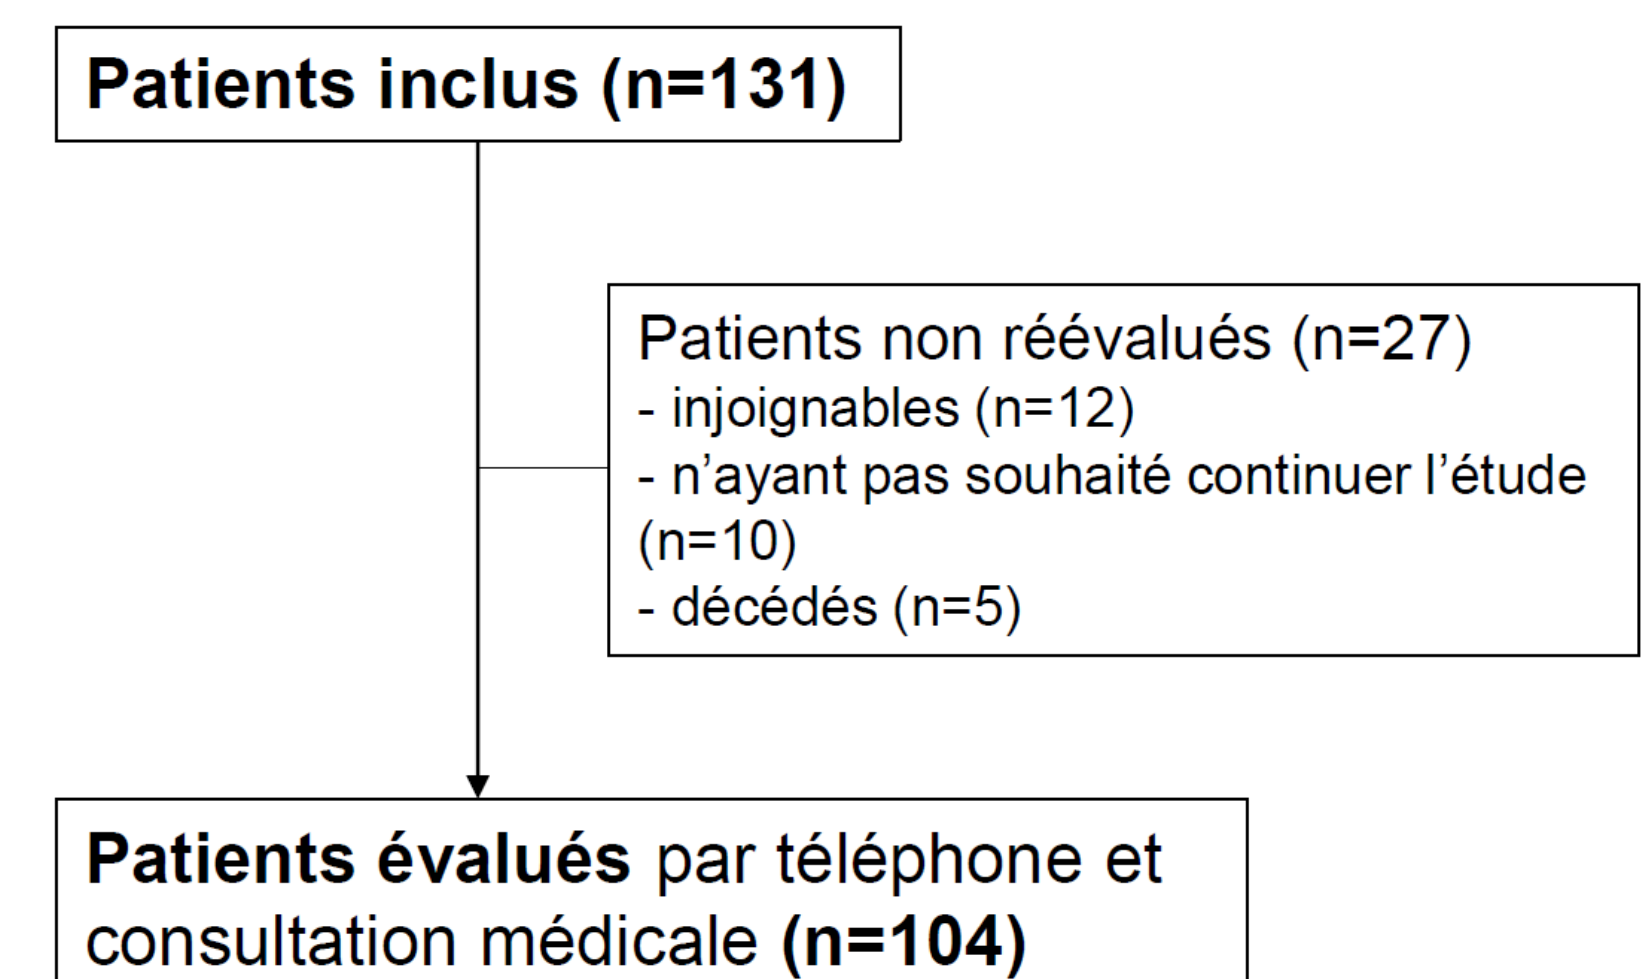 Patients inclus (n=131)
Patients non réévalués (n=27)
- injoignables (n=12)
- n’ayant pas souhaité continuer l’étude
(n=10)
- décédés (n=5)
Patients évalués par téléphone et
consultation médicale (n=104)